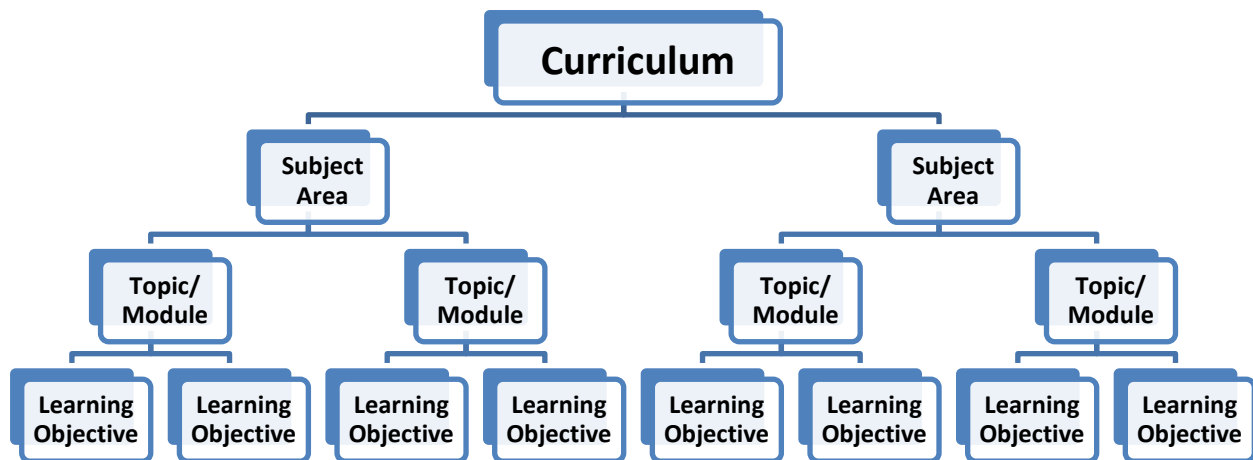 Curriculum
Subject
Area
Subject
Area
Topic/
Module
Topic/
Module
Topic/
Module
Topic/
Module
Learning
Objective
Learning
Objective
Learning
Objective
Learning
Objective
Learning
Objective
Learning
Objective
Learning
Objective
Learning
Objective